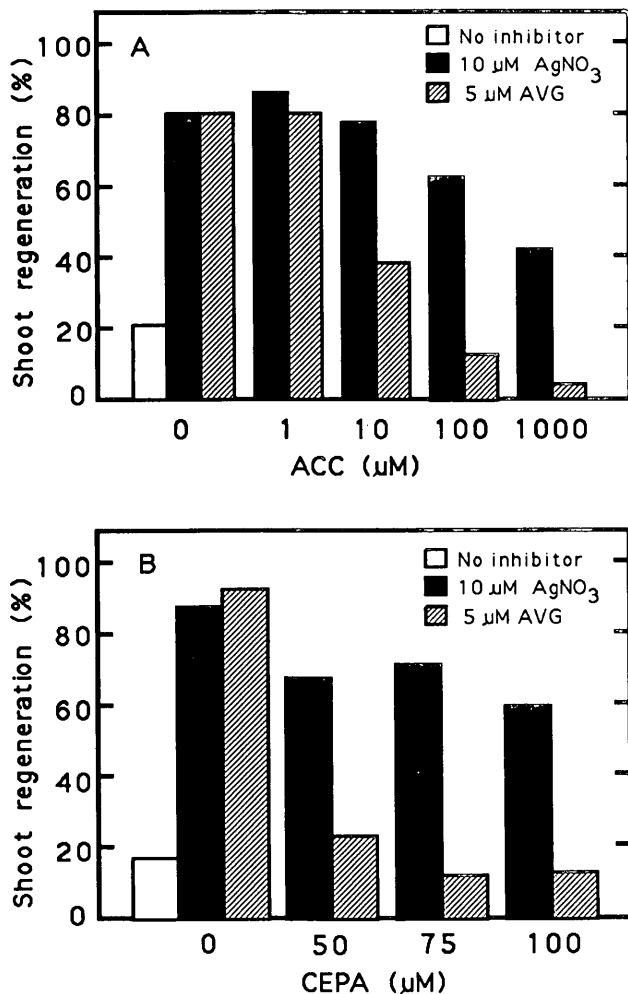 A
No inhibitor
10 µM AgNO₃
5 µM AVG
100
80
60
40
20
0
Shoot regeneration (%)
0 1 10 100 1000
ACC (µM)
B
No inhibitor
10 µM AgNO₃
5 µM AVG
100
80
60
40
20
0
Shoot regeneration (%)
0 50 75 100
CEPA (µM)